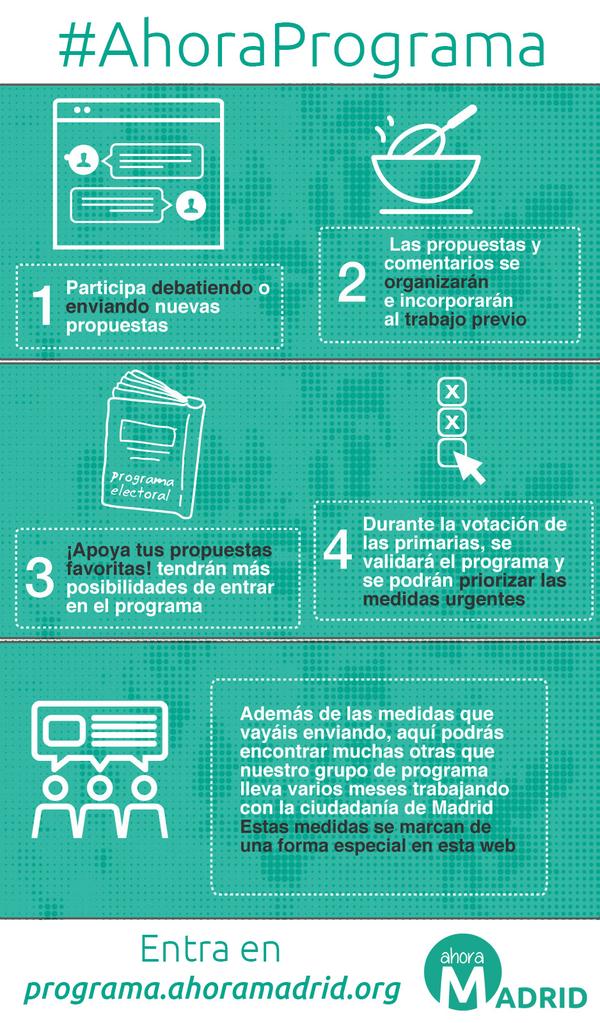 #AhoraPrograma
1
Participa debatiendo o
enviando nuevas
propuestas
2
Las propuestas y
comentarios se
organizarán
e incorporarán
al trabajo previo
Programa
electoral
3
¡Apoya tus propuestas
favoritas! tendrán más
posibilidades de entrar
en el programa
x
x
4
Durante la votación de
las primarias, se
validará el programa y
se podrán priorizar las
medidas urgentes
Además de las medidas que
vayáis enviando, aquí podrás
encontrar muchas otras que
nuestro grupo de programa
lleva varios meses trabajando
con la ciudadanía de Madrid
Estas medidas se marcan de
una forma especial en esta web
Entra en
programa.ahoramadrid.org
ahora
MADRID